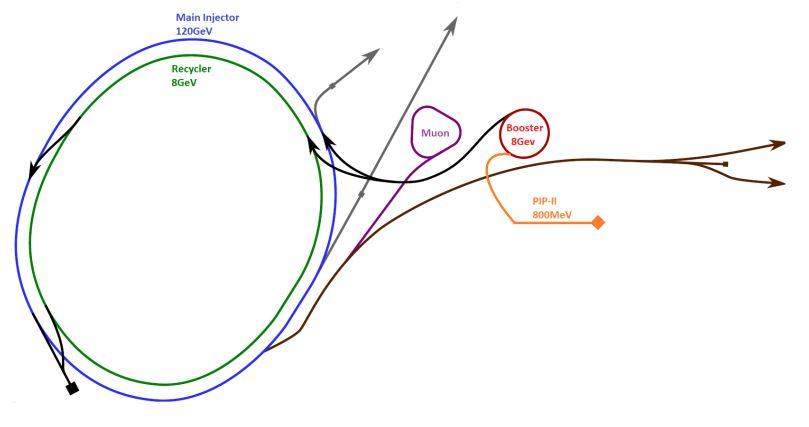 Main Injector
120GeV
Recycler
8GeV
Muon
Booster
8Gev
PIP-II
800MeV